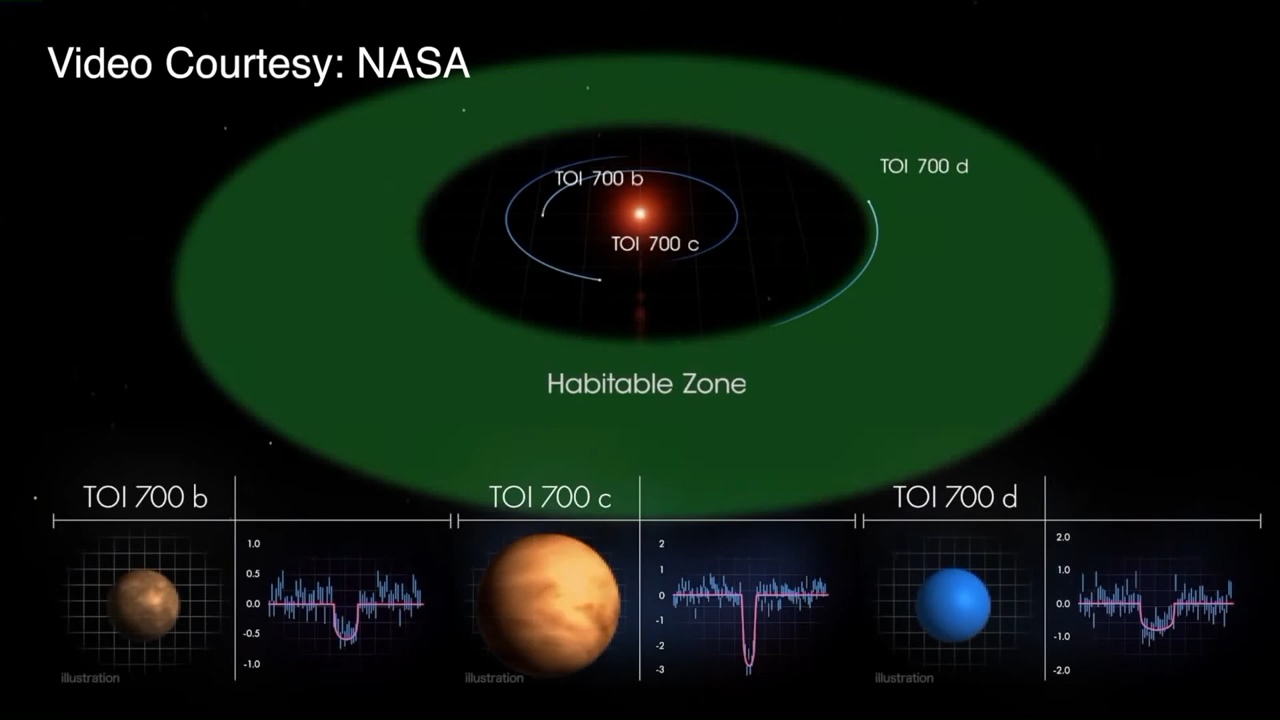 Video Courtesy: NASA
TOI 700 d
TOI 700 b
TOI 700 c
Habitable Zone
TOI 700 b
TOI 700 c
TOI 700 d
1.0
0.5
0.0
-0.5
-1.0
illustration
2
1
0
-1
-2
-3
illustration
2.0
1.0
0.0
-1.0
-2.0
illustration